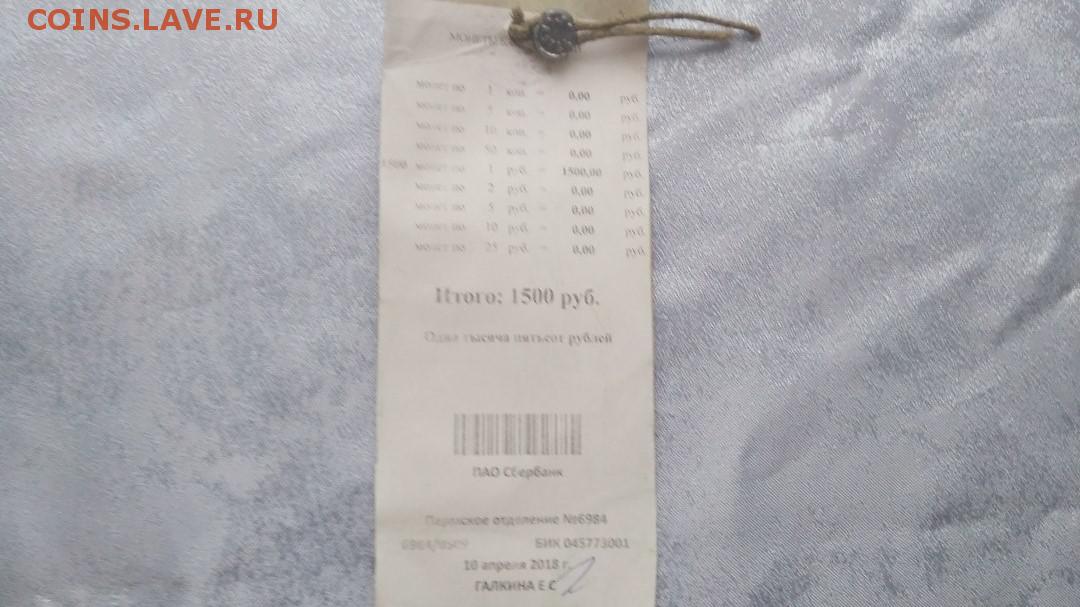 COINS.LAVE.RU
МОНЕТЫ
монет по 1 коп. = 0,00 руб.
монет по 5 коп. = 0,00 руб.
монет по 10 коп. = 0,00 руб.
монет по 50 коп. = 0,00 руб.
1500 монет по 1 руб. = 1500,00 руб.
монет по 2 руб. = 0,00 руб.
монет по 5 руб. = 0,00 руб.
монет по 10 руб. = 0,00 руб.
монет по 25 руб. = 0,00 руб.
Итого: 1500 руб.
Одна тысяча пятьсот рублей
ПАО Сбербанк
Пермское отделение №6984
6984/0509 БИК 045773001
10 апреля 2018 г.
ГАЛКИНА Е С